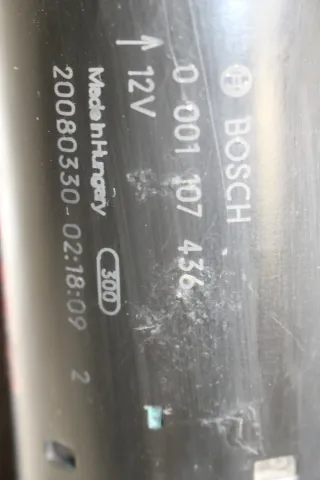 BOSCH
0 001 107 436
↑ 12V
Made in Hungary 300
20080330-02:18:09 2